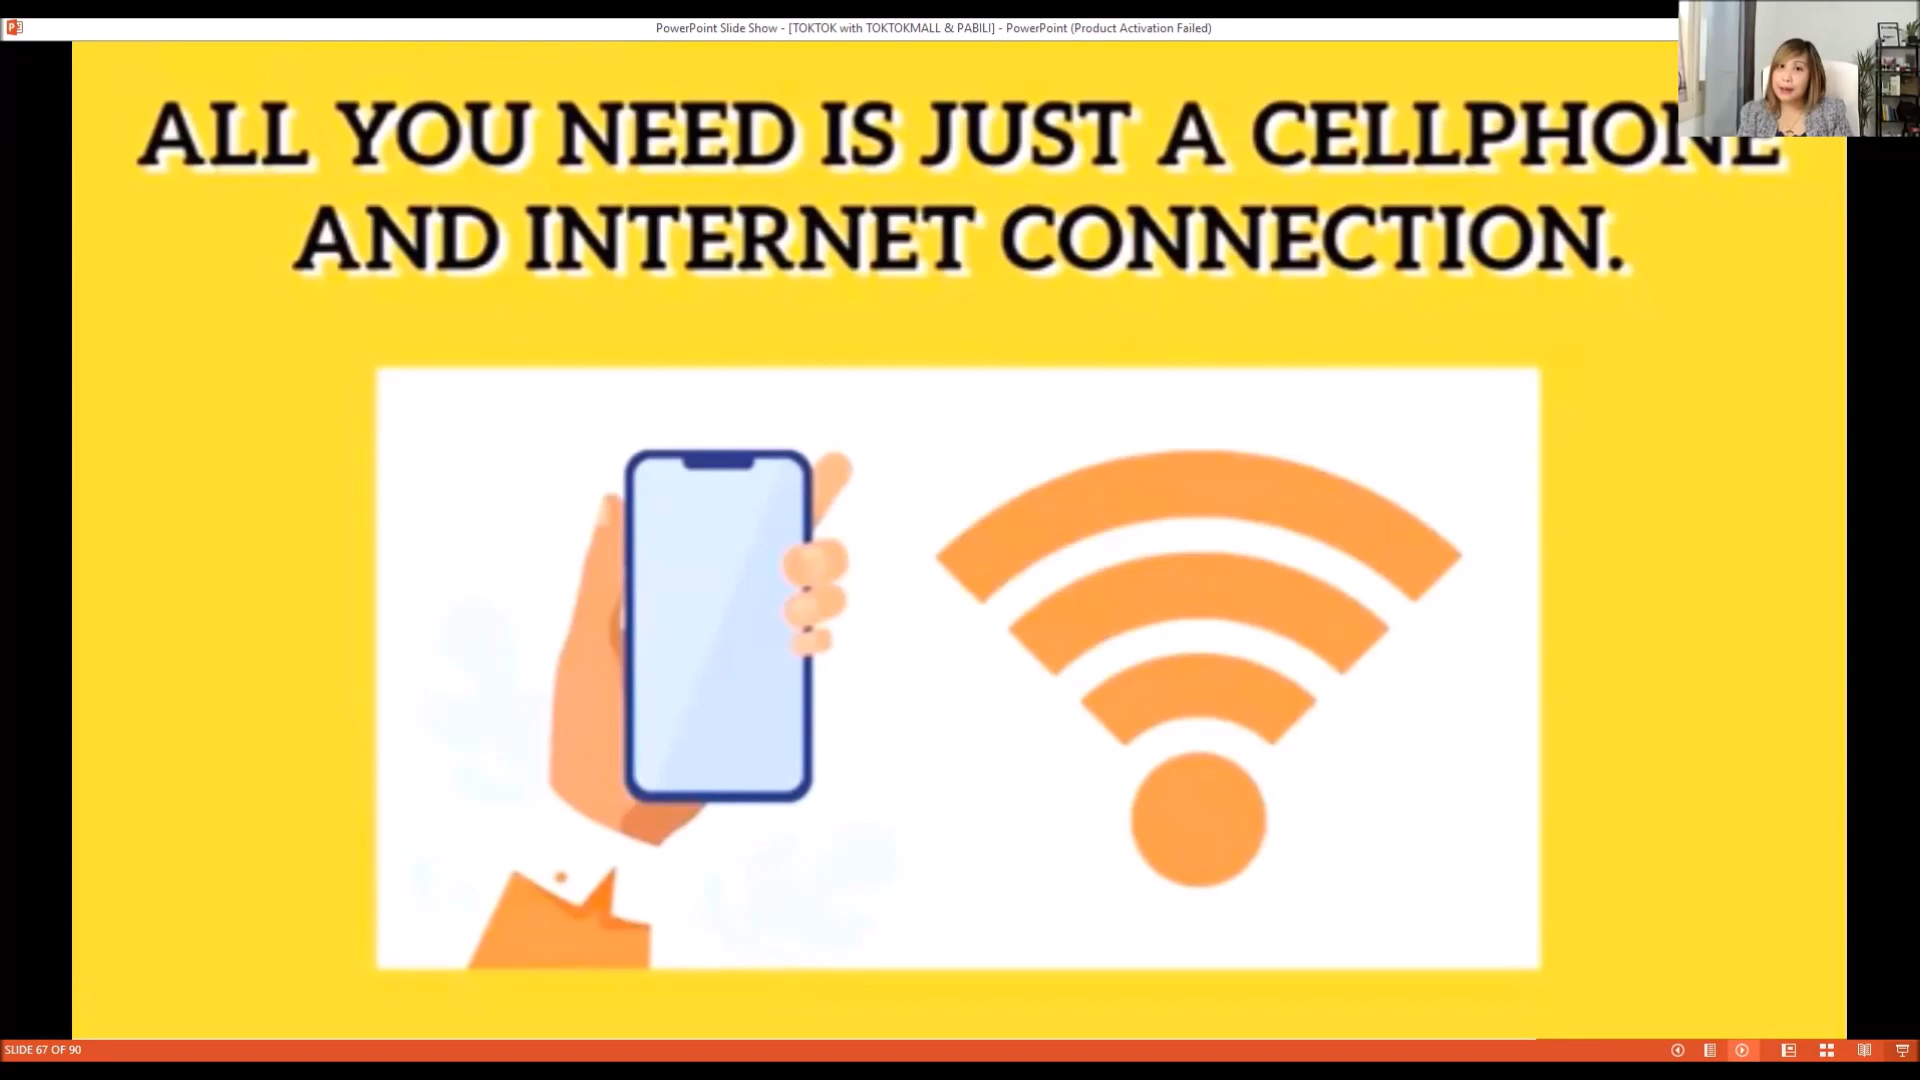 PowerPoint Slide Show - [TOKTOK with TOKTOKMALL & PABILI] - PowerPoint (Product Activation Failed)
ALL YOU NEED IS JUST A CELLPHONE
AND INTERNET CONNECTION.
SLIDE 67 OF 90